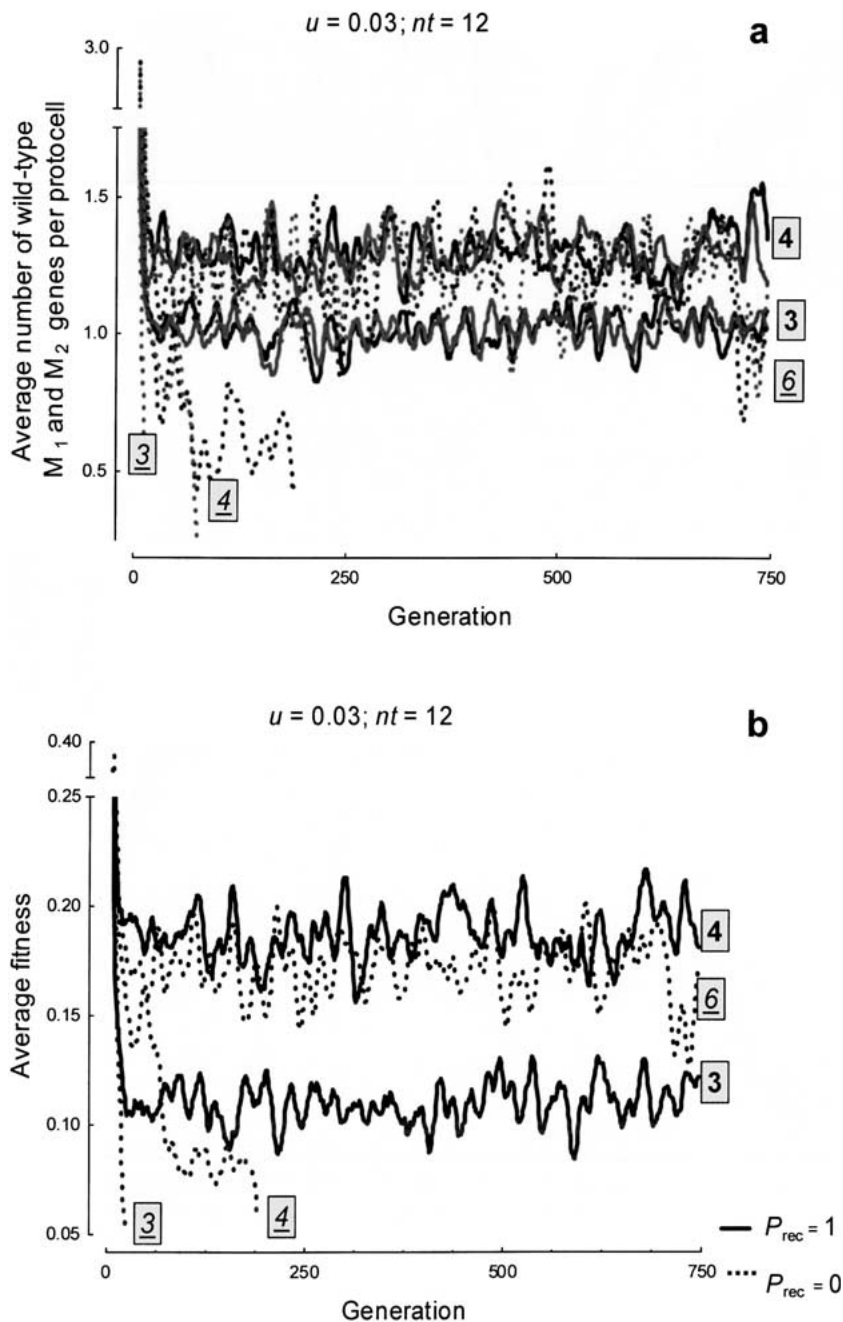 u = 0.03; nt = 12
a
Average number of wild-type
M1 and M2 genes per protocell
3.0
1.5
1.0
0.5
4
3
6
3
4
0
250
500
750
Generation
u = 0.03; nt = 12
b
Average fitness
0.40
0.25
0.20
0.15
0.10
0.05
4
6
3
3
4
0
250
500
750
Generation
Prec = 1
Prec = 0